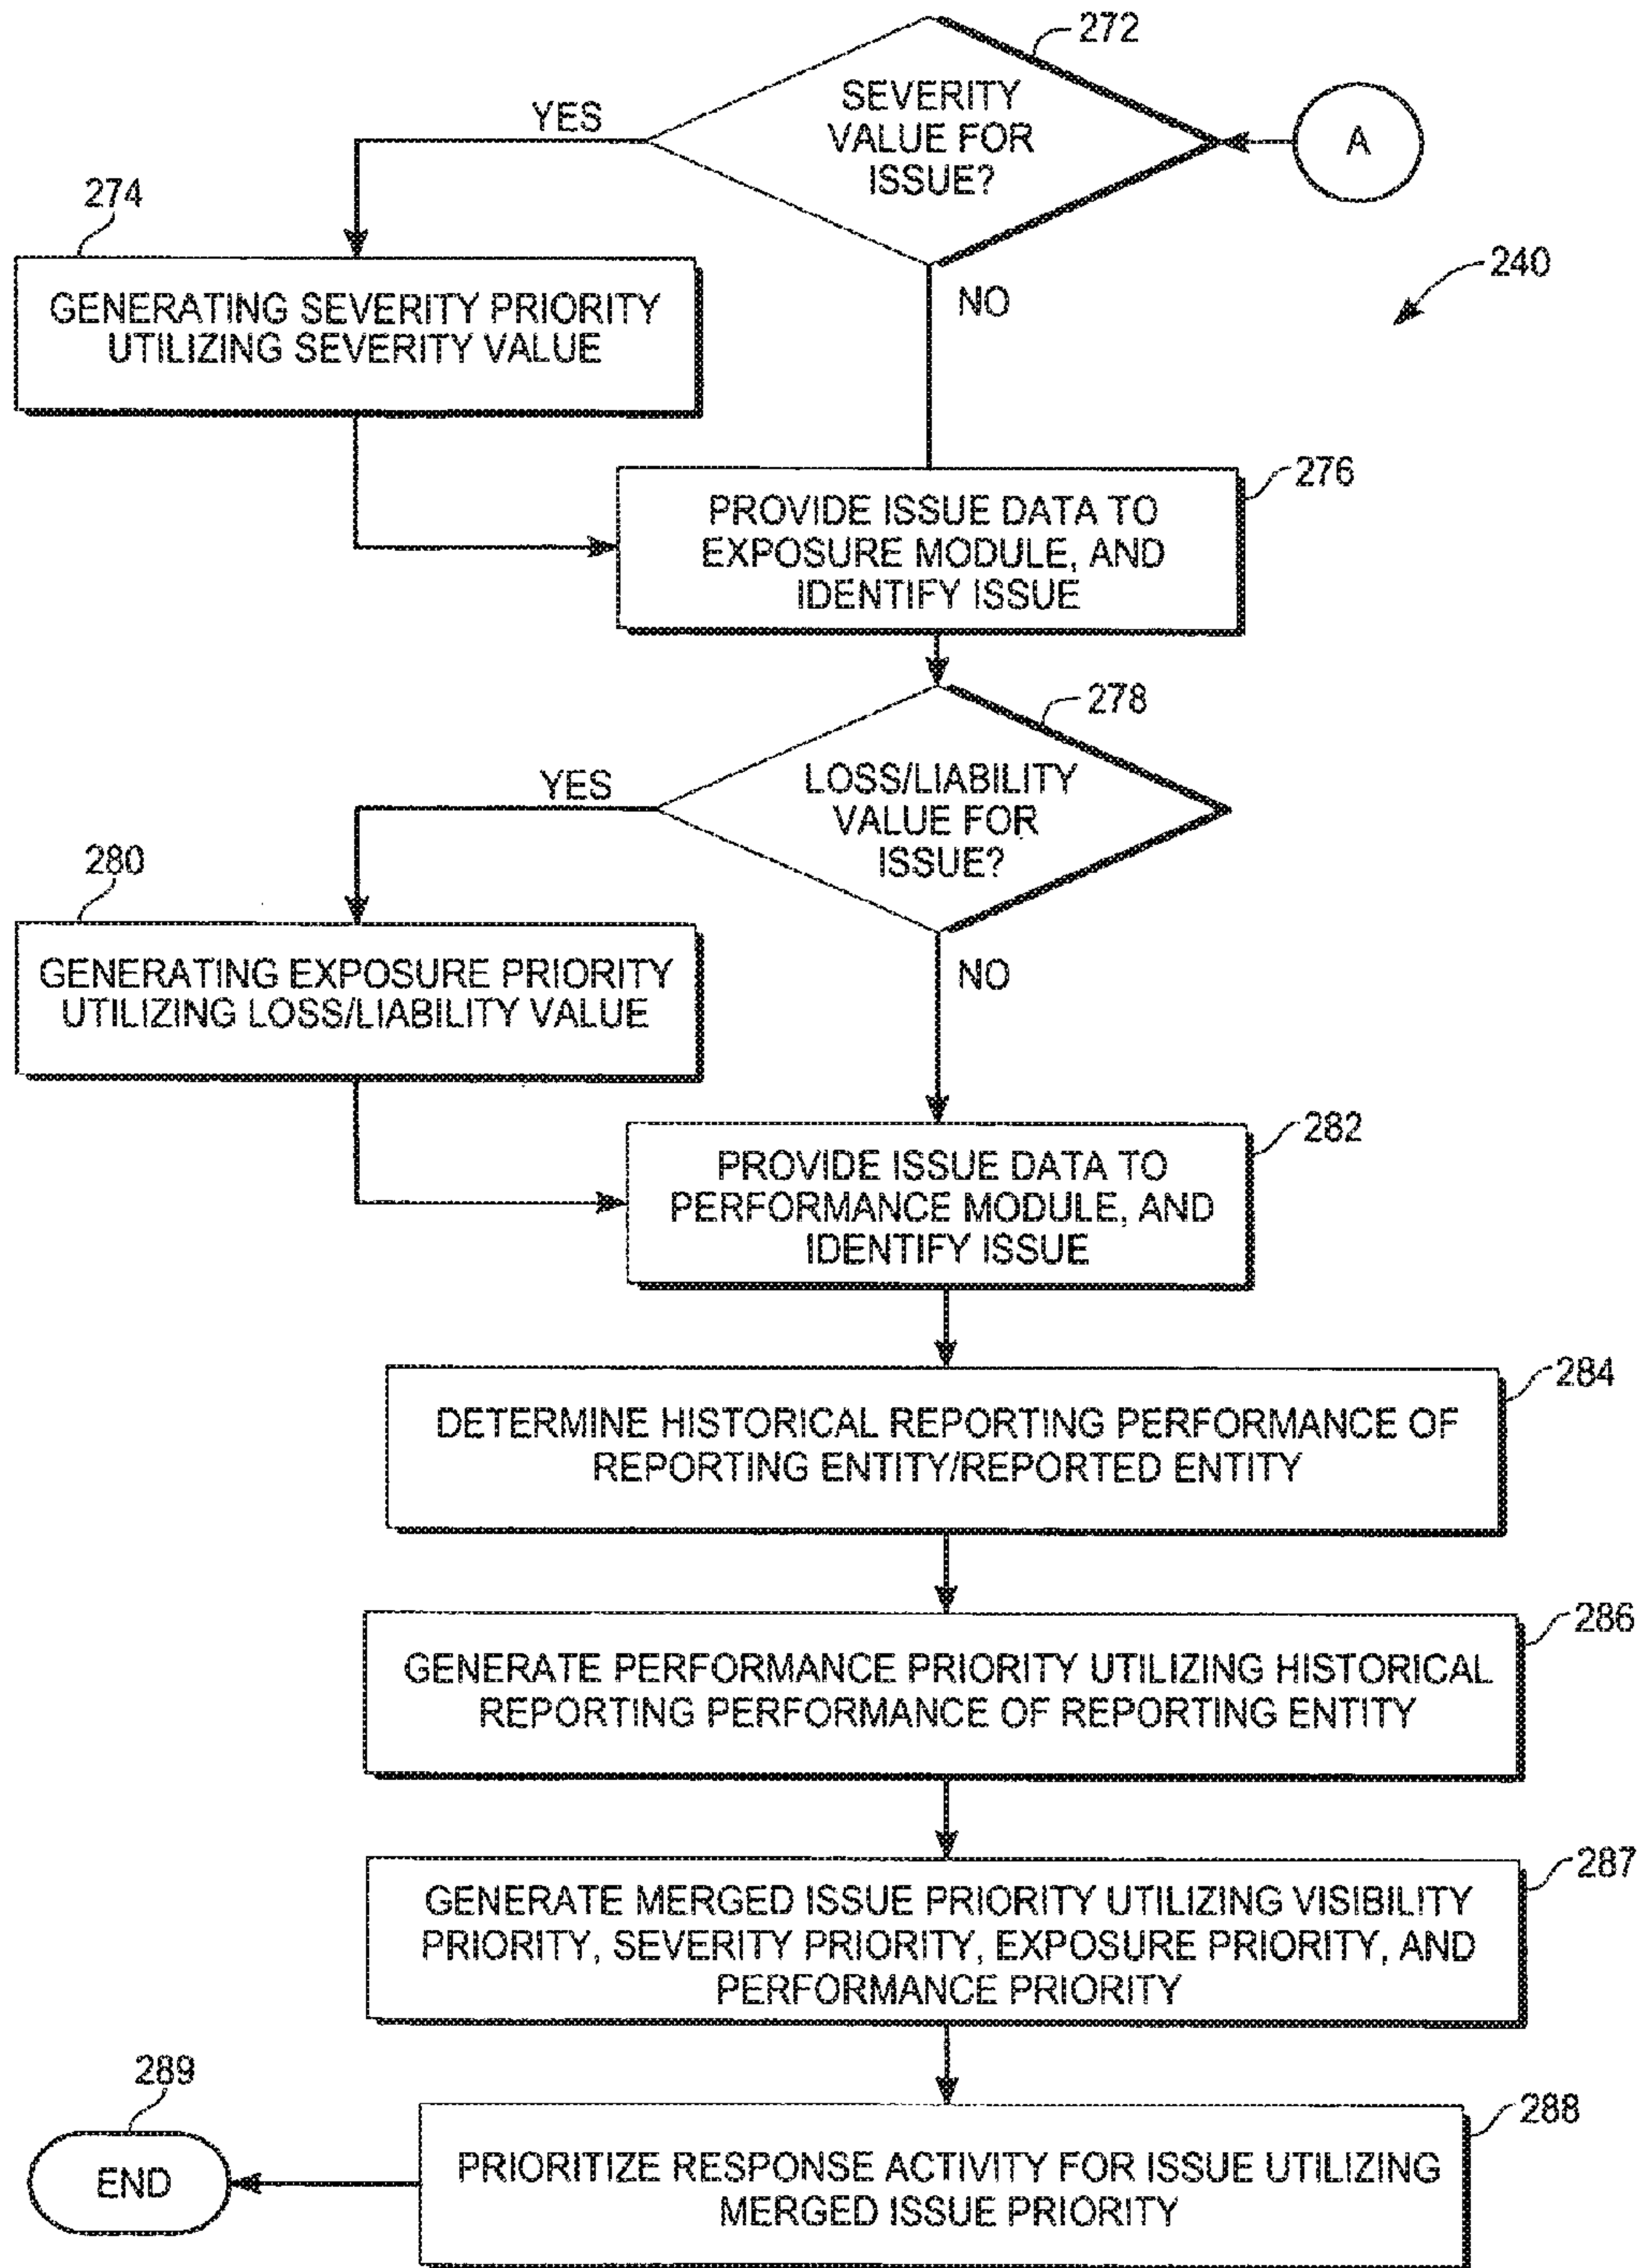 272
SEVERITY
VALUE FOR
ISSUE?
YES
A
274
240
NO
GENERATING SEVERITY PRIORITY
UTILIZING SEVERITY VALUE
276
PROVIDE ISSUE DATA TO
EXPOSURE MODULE, AND
IDENTIFY ISSUE
278
LOSS/LIABILITY
VALUE FOR
ISSUE?
YES
280
NO
GENERATING EXPOSURE PRIORITY
UTILIZING LOSS/LIABILITY VALUE
282
PROVIDE ISSUE DATA TO
PERFORMANCE MODULE, AND
IDENTIFY ISSUE
284
DETERMINE HISTORICAL REPORTING PERFORMANCE OF
REPORTING ENTITY/REPORTED ENTITY
286
GENERATE PERFORMANCE PRIORITY UTILIZING HISTORICAL
REPORTING PERFORMANCE OF REPORTING ENTITY
287
GENERATE MERGED ISSUE PRIORITY UTILIZING VISIBILITY
PRIORITY, SEVERITY PRIORITY, EXPOSURE PRIORITY, AND
PERFORMANCE PRIORITY
289
END
288
PRIORITIZE RESPONSE ACTIVITY FOR ISSUE UTILIZING
MERGED ISSUE PRIORITY